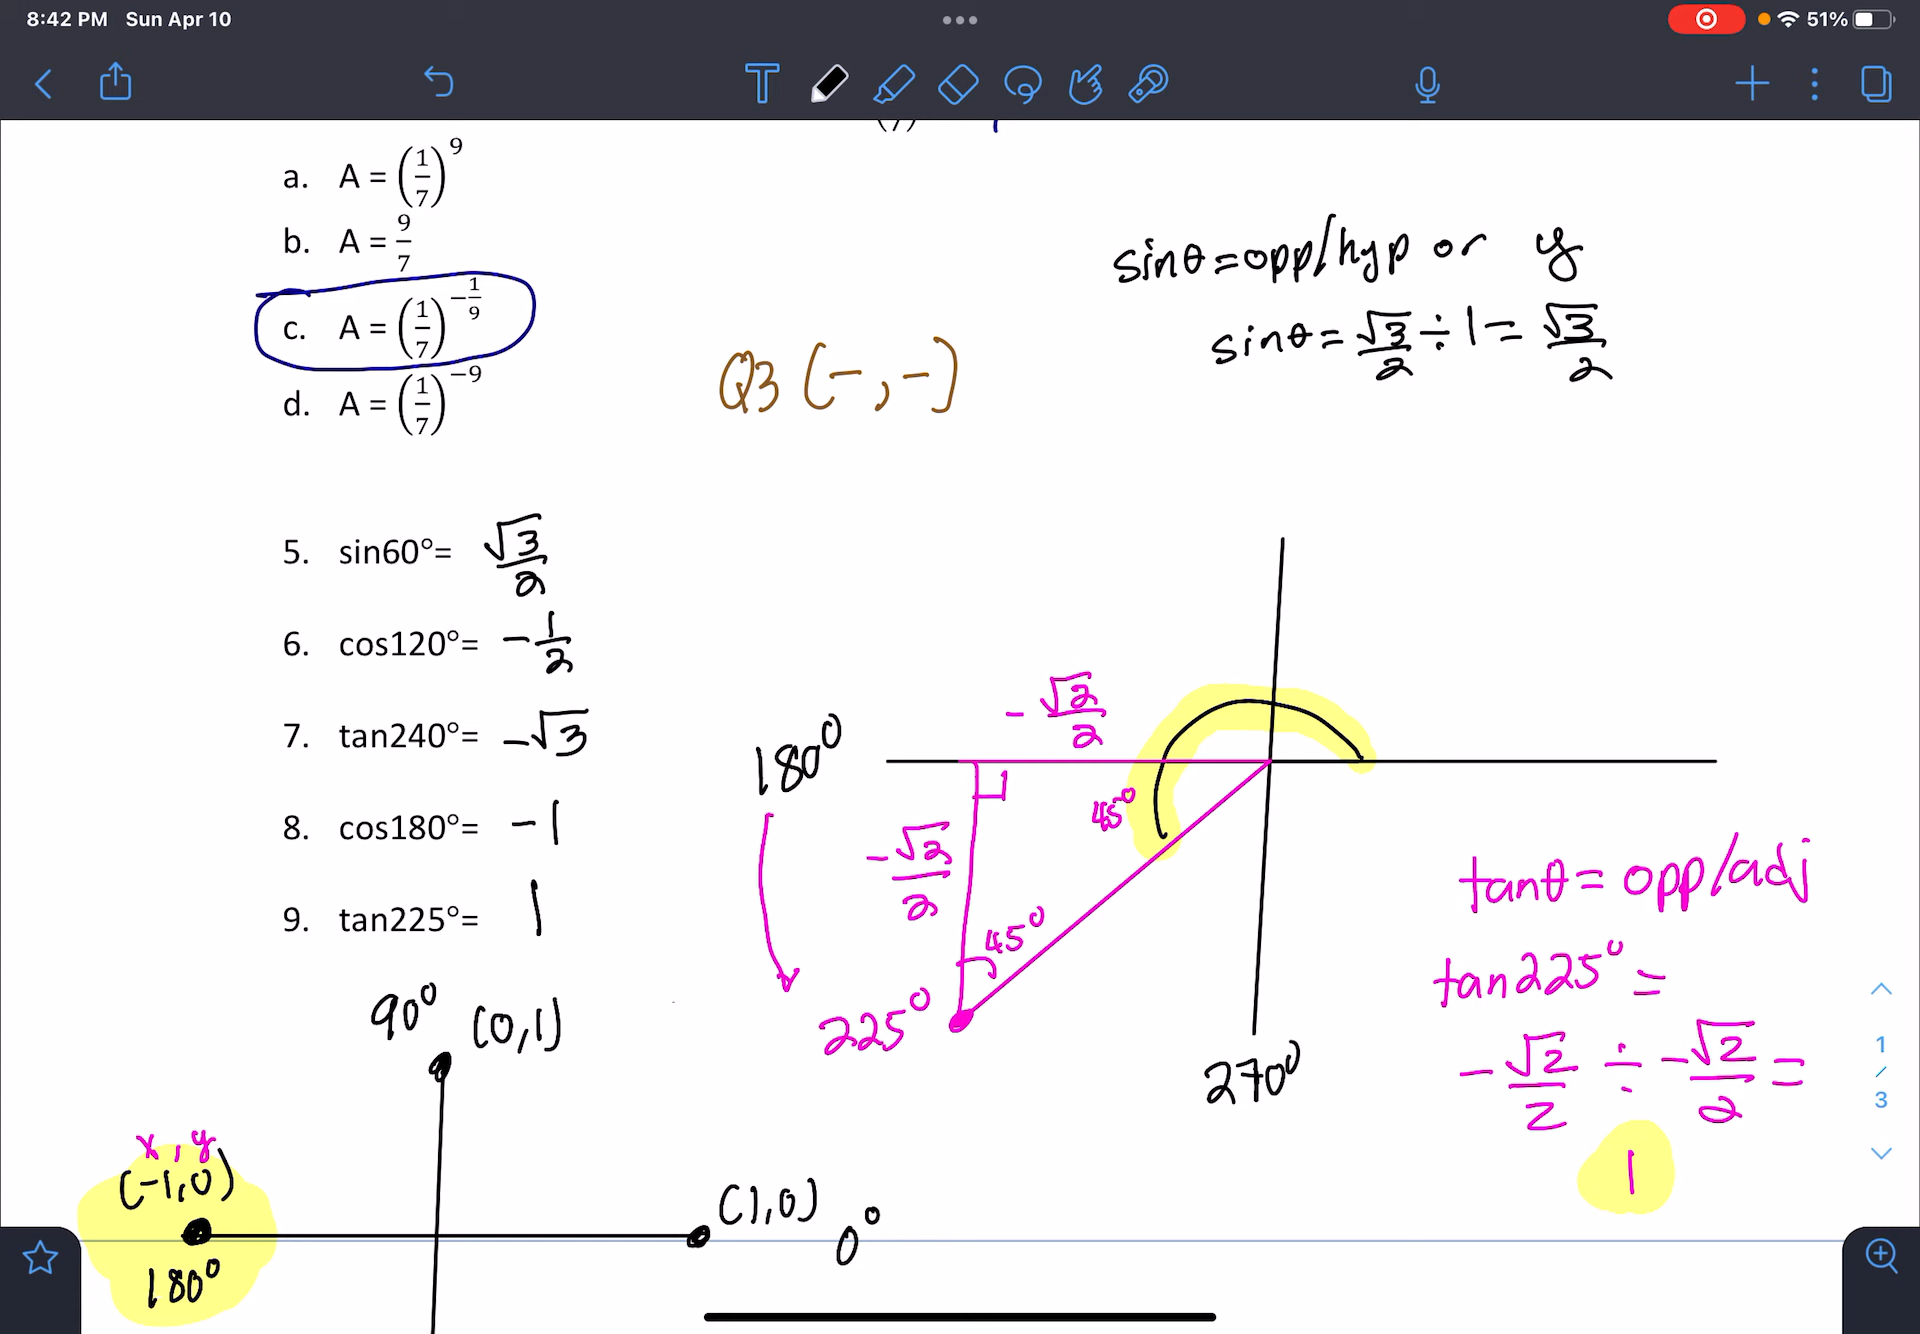 8:42 PM Sun Apr 10
51%
a. A = (1/7)^9
b. A = 9/7
c. A = (1/7)^-1/9
d. A = (1/7)^-9
sinθ=opp/hyp or y
sinθ= √3/2 ÷ 1 = √3/2
Q3 (-,-)
5. sin60°= √3/2
6. cos120°= -1/2
7. tan240°= -√3
8. cos180°= -1
9. tan225°= 1
180°
-√2/2
45°
-√2/2
45°
225°
270°
tanθ= opp/adj
tan225°=
-√2/2 ÷ -√2/2 =
1
90° (0,1)
x, y
(-1,0)
180°
(1,0)
0°
1
/
3